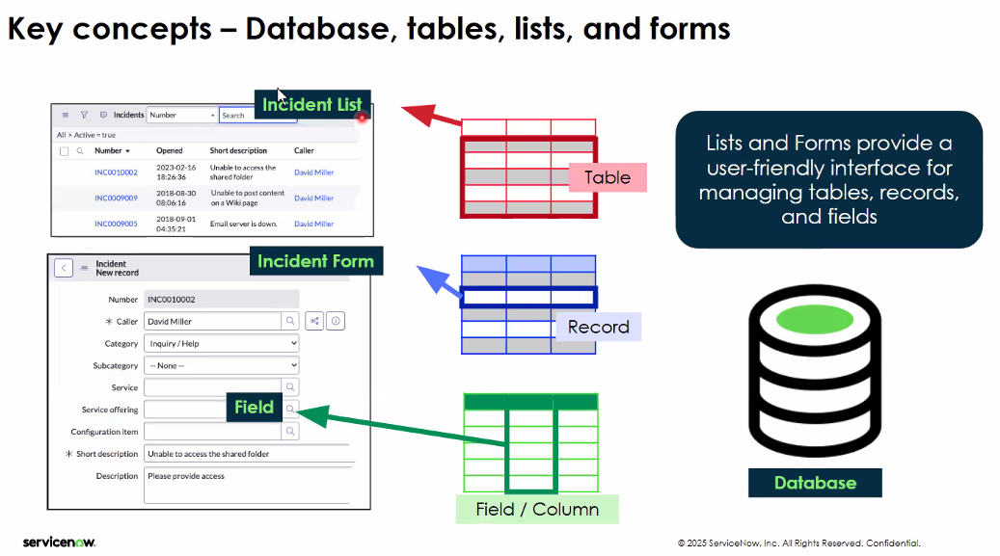 Key concepts – Database, tables, lists, and forms
Incident List
Incidents
Number
Search
All > Active = true
Number
Opened
Short description
Caller
INC0010002
2023-02-16
18:26:36
Unable to access the
shared folder
David Miller
INC0009009
2018-08-30
08:06:16
Unable to post content
on a Wiki page
David Miller
INC0009005
2018-09-01
04:35:21
Email server is down.
David Miller
Table
Lists and Forms provide a
user-friendly interface for
managing tables, records,
and fields
Incident
New record
Incident Form
Number
INC0010002
* Caller
David Miller
Category
Inquiry / Help
Subcategory
-- None --
Service
Service offering
Field
Configuration item
* Short description
Unable to access the shared folder
Description
Please provide access
Record
Field / Column
Database
servicenow.
© 2025 ServiceNow, Inc. All Rights Reserved. Confidential.